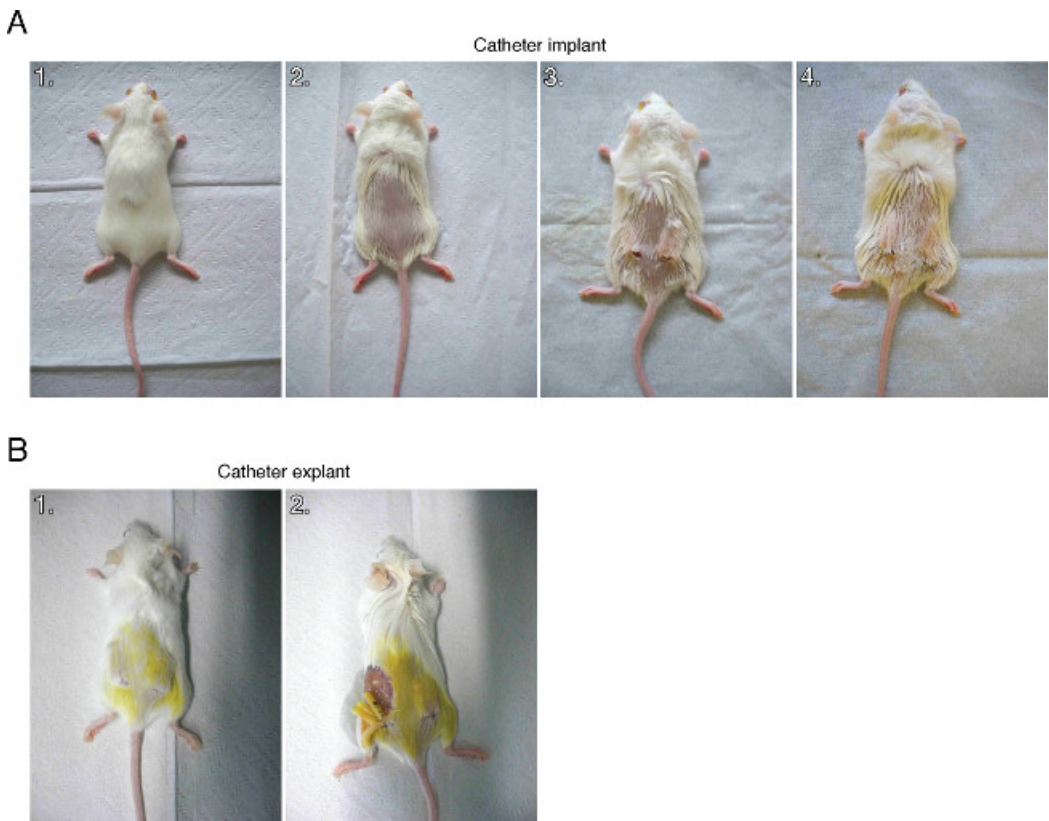 A
Catheter implant
1.
2.
3.
4.
B
Catheter explant
1.
2.